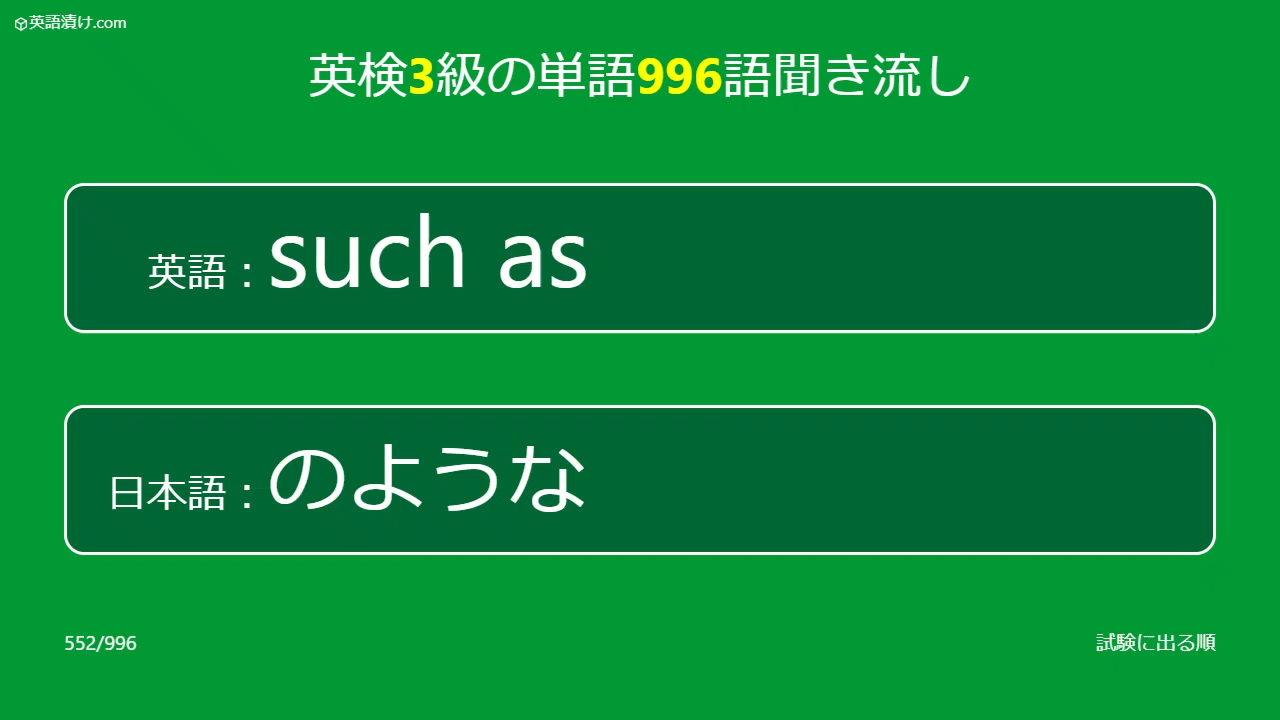 英語漬け.com
英検3級の単語996語聞き流し
英語：such as
日本語：のような
552/996
試験に出る順